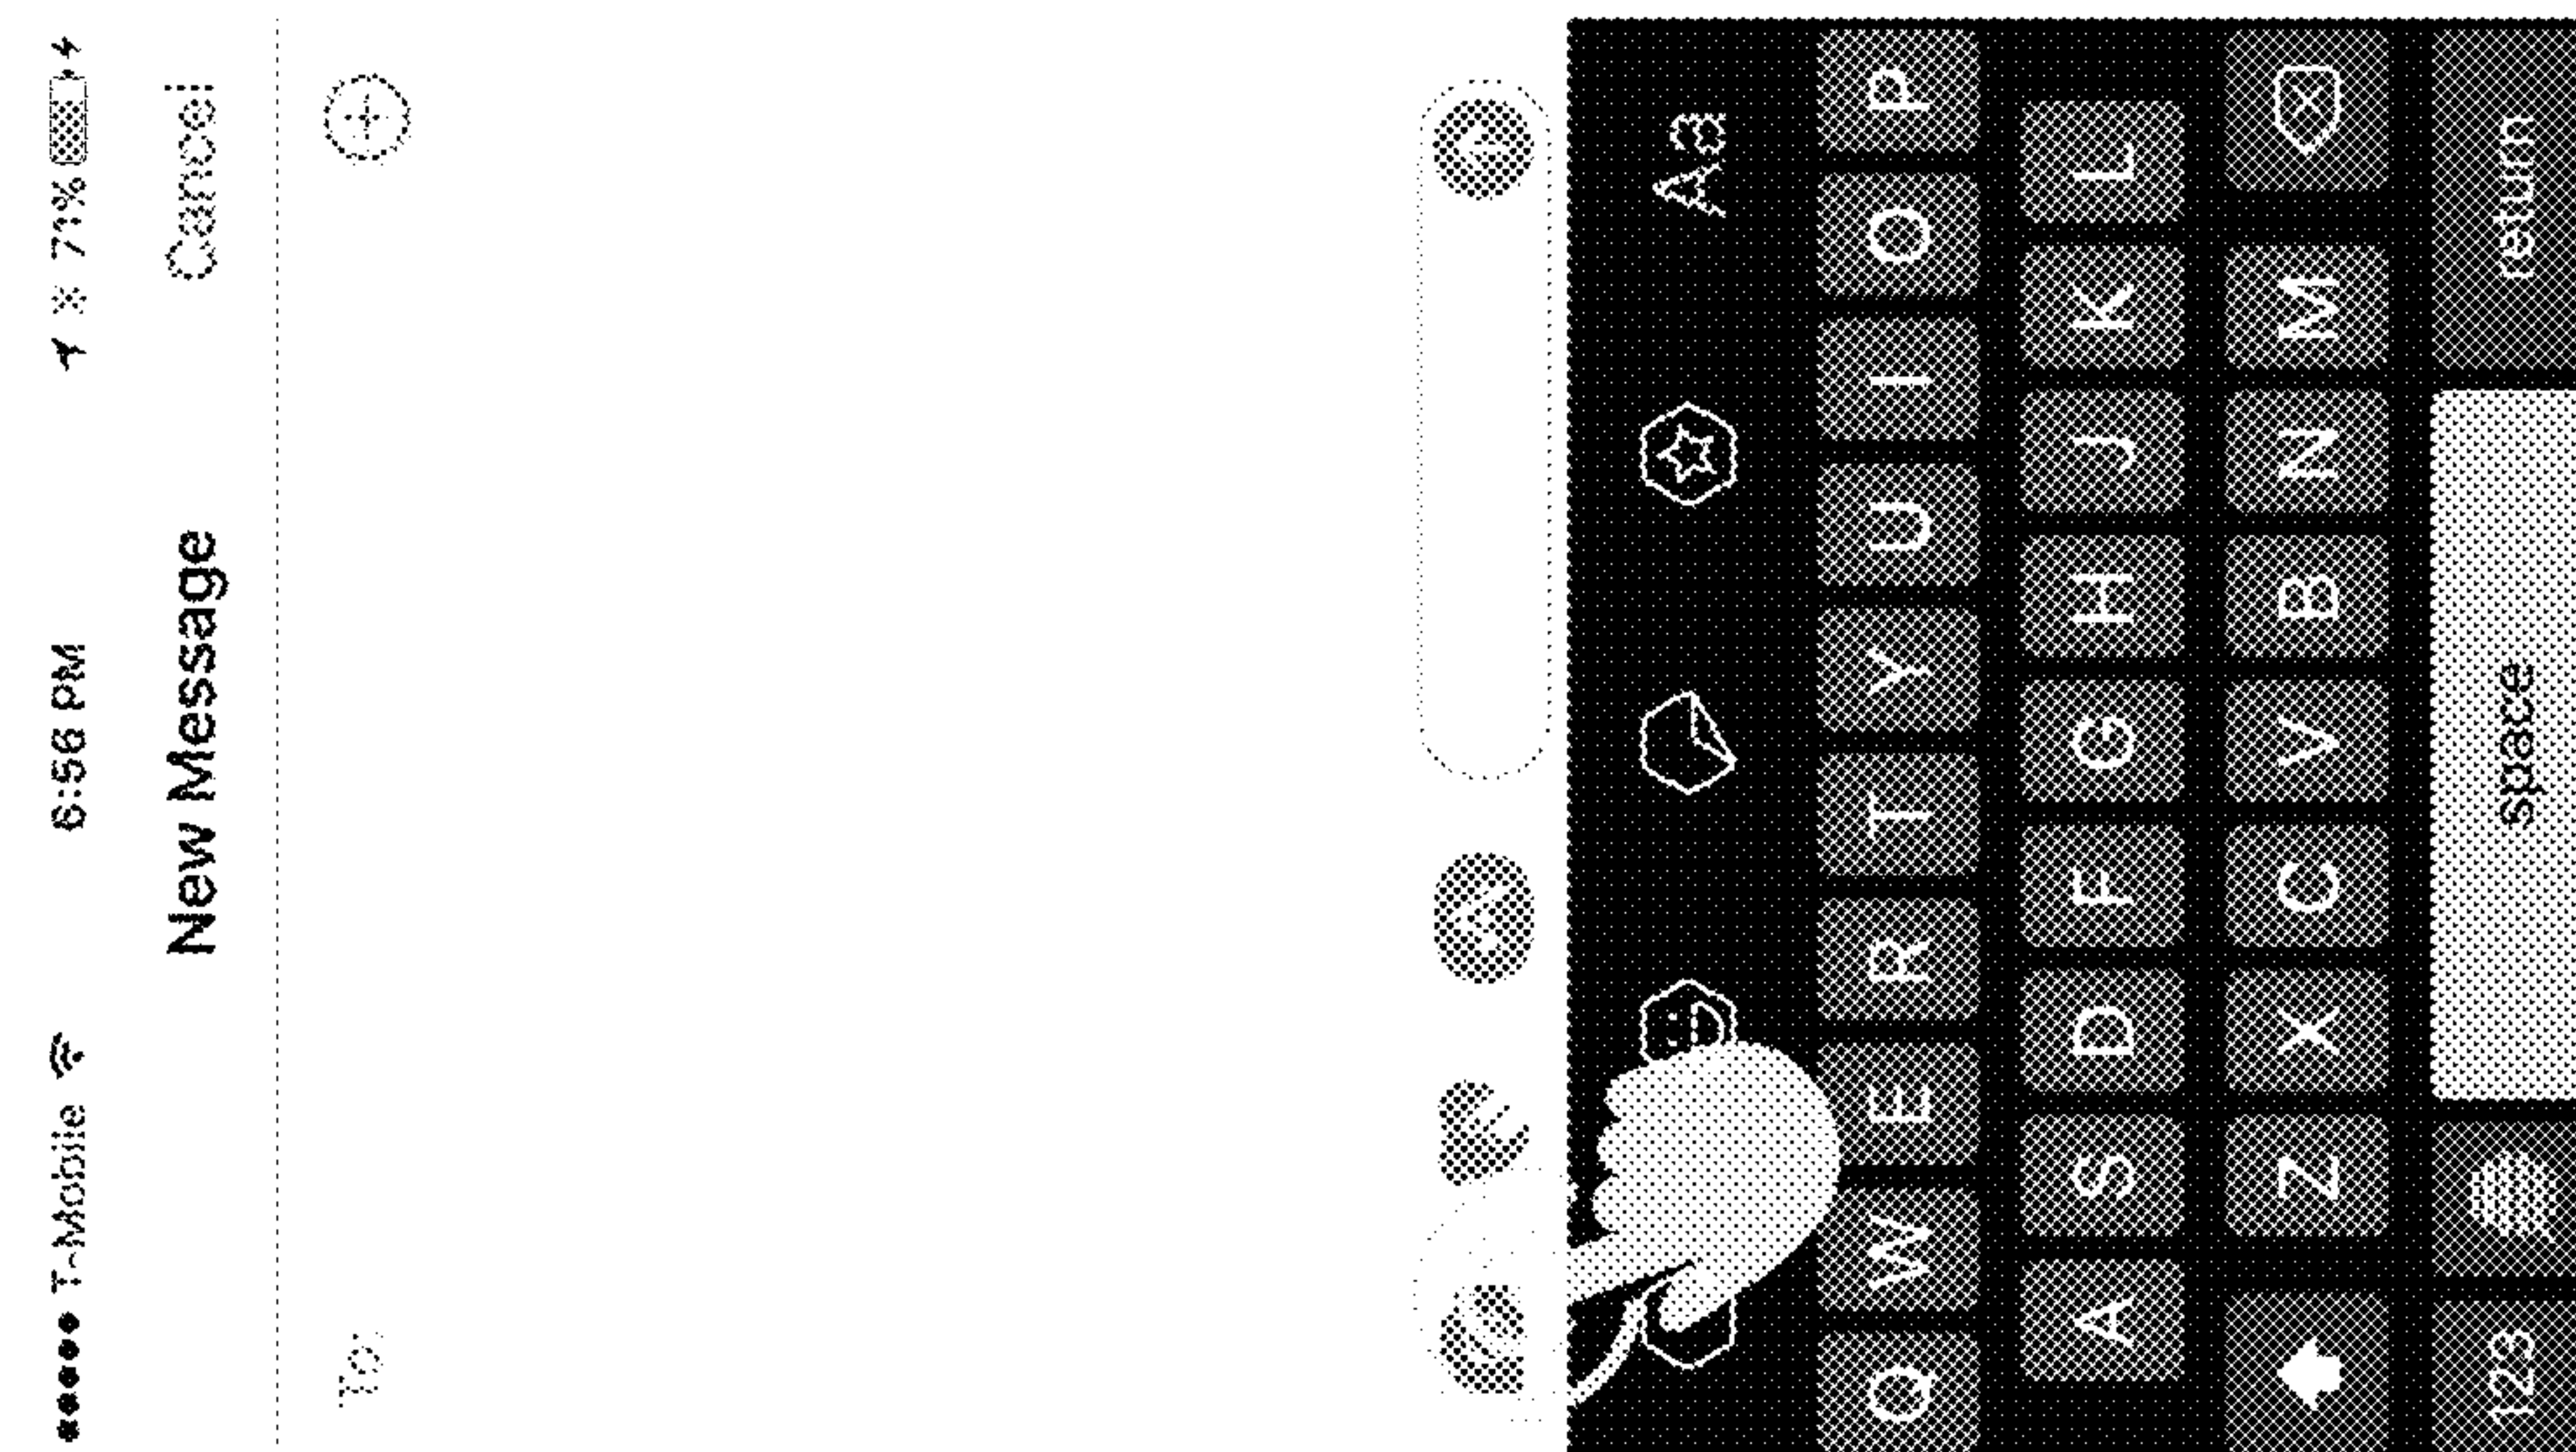 T-Mobile 6:56 PM 71%
New Message Cancel
To:
Aa
Q W E R T Y U I O P
A S D F G H J K L
Z X C V B N M
123 space return